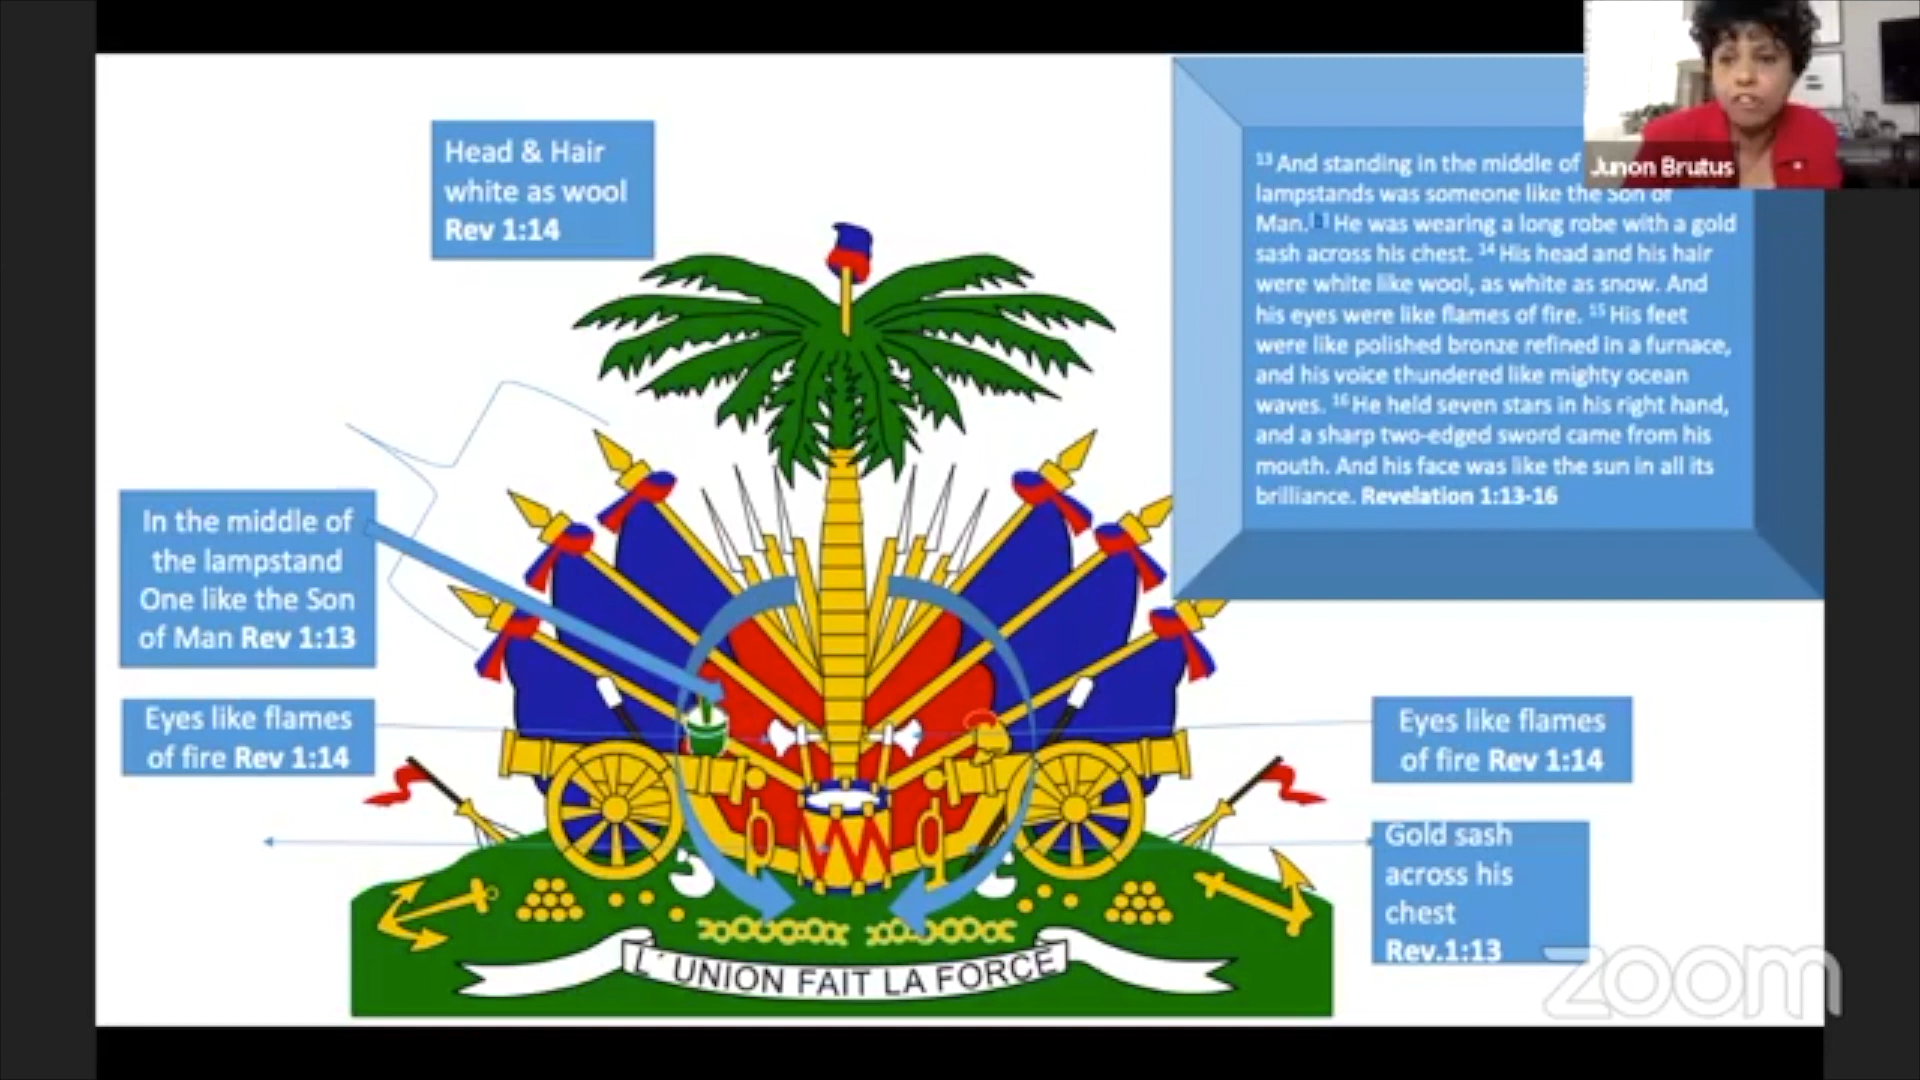 Head & Hair
white as wool
Rev 1:14
In the middle of
the lampstand
One like the Son
of Man Rev 1:13
Eyes like flames
of fire Rev 1:14
13 And standing in the middle of
lampstands was someone like the Son of
Man. He was wearing a long robe with a gold
sash across his chest. 14 His head and his hair
were white like wool, as white as snow. And
his eyes were like flames of fire. 15 His feet
were like polished bronze refined in a furnace,
and his voice thundered like mighty ocean
waves. 16 He held seven stars in his right hand,
and a sharp two-edged sword came from his
mouth. And his face was like the sun in all its
brilliance. Revelation 1:13-16
Junon Brutus
Eyes like flames
of fire Rev 1:14
Gold sash
across his
chest
Rev.1:13
L' UNION FAIT LA FORCE
zoom